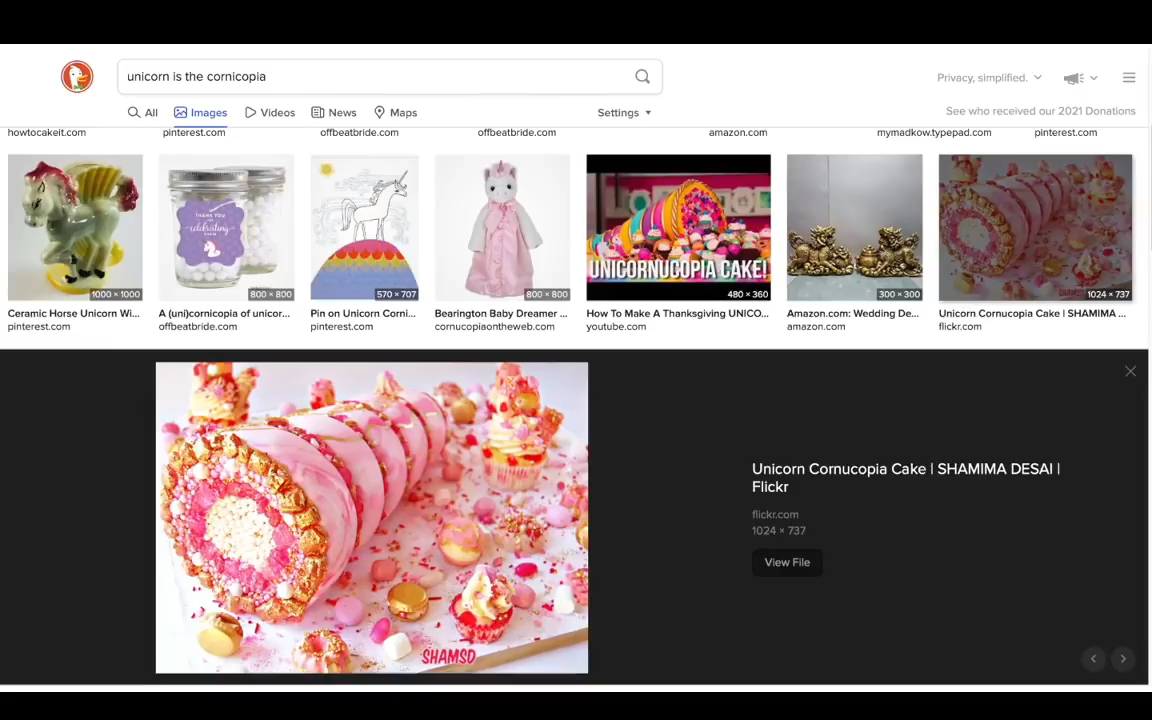 unicorn is the cornicopia
Privacy, simplified.
All
Images
Videos
News
Maps
Settings
See who received our 2021 Donations
howtocakeit.com
pinterest.com
offbeatbride.com
offbeatbride.com
amazon.com
mymadkow.typepad.com
pinterest.com
THANK YOU
celebrating
UNICORNUCOPIA CAKE!
1000 × 1000
800 × 800
570 × 707
800 × 800
480 × 360
300 × 300
1024 × 737
Ceramic Horse Unicorn Wi...
A (uni)cornicopia of unicor...
Pin on Unicorn Corni...
Bearington Baby Dreamer ...
How To Make A Thanksgiving UNICO...
Amazon.com: Wedding De...
Unicorn Cornucopia Cake | SHAMIMA ...
pinterest.com
offbeatbride.com
pinterest.com
cornucopiaontheweb.com
youtube.com
amazon.com
flickr.com
Unicorn Cornucopia Cake | SHAMIMA DESAI |
Flickr
flickr.com
1024 × 737
View File
SHAMSD